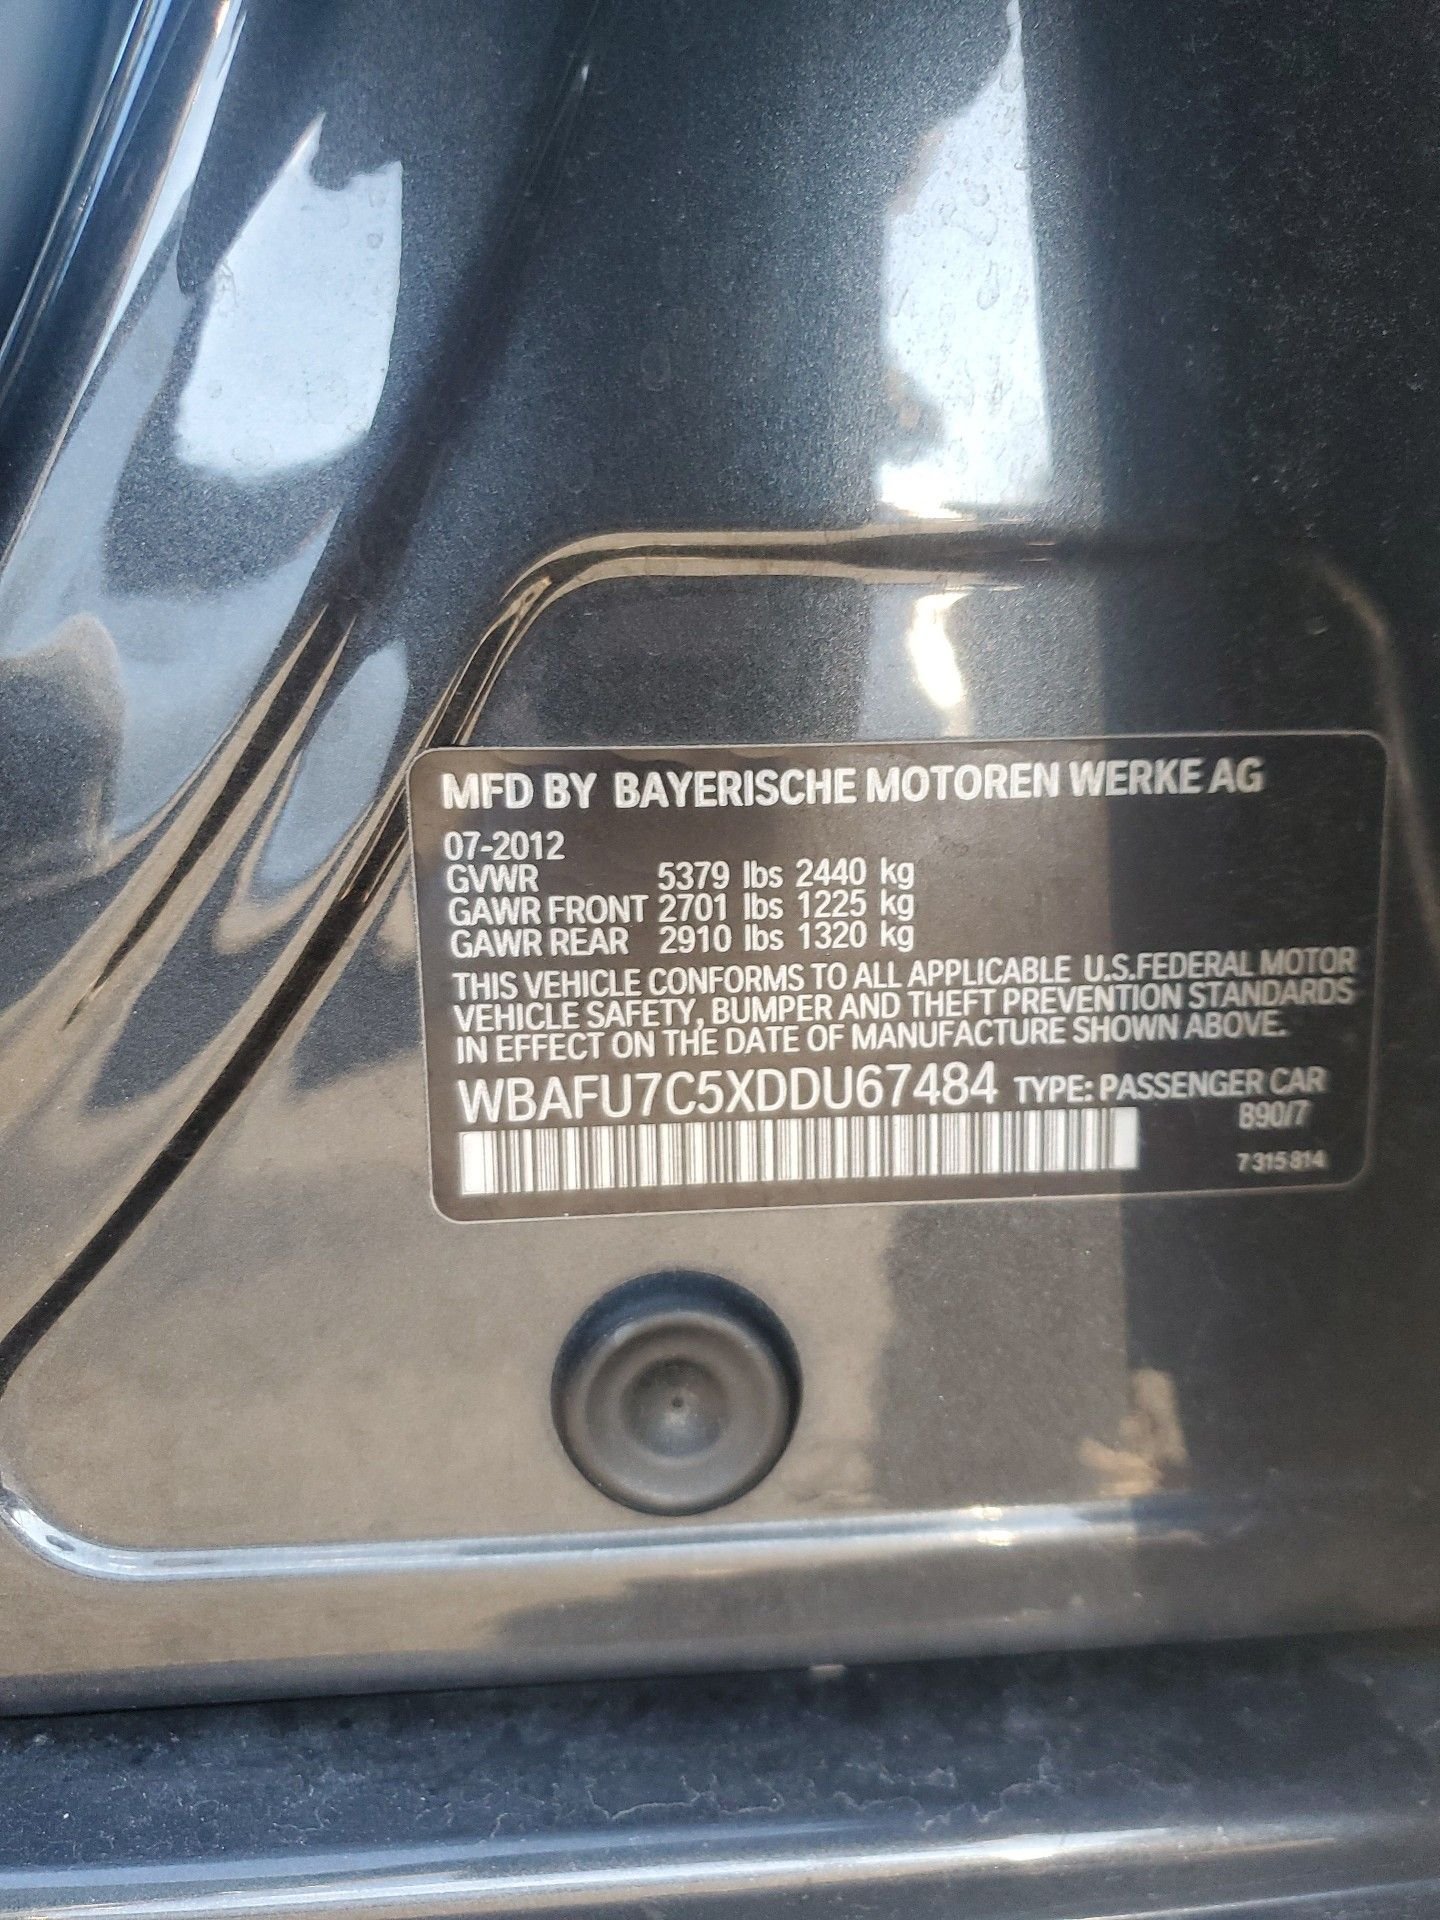 MFD BY BAYERISCHE MOTOREN WERKE AG
07-2012
GVWR 5379 lbs 2440 kg
GAWR FRONT 2701 lbs 1225 kg
GAWR REAR 2910 lbs 1320 kg
THIS VEHICLE CONFORMS TO ALL APPLICABLE U.S.FEDERAL MOTOR
VEHICLE SAFETY, BUMPER AND THEFT PREVENTION STANDARDS
IN EFFECT ON THE DATE OF MANUFACTURE SHOWN ABOVE.
WBAFU7C5XDDU67484 TYPE: PASSENGER CAR
B90/7
7 315 814